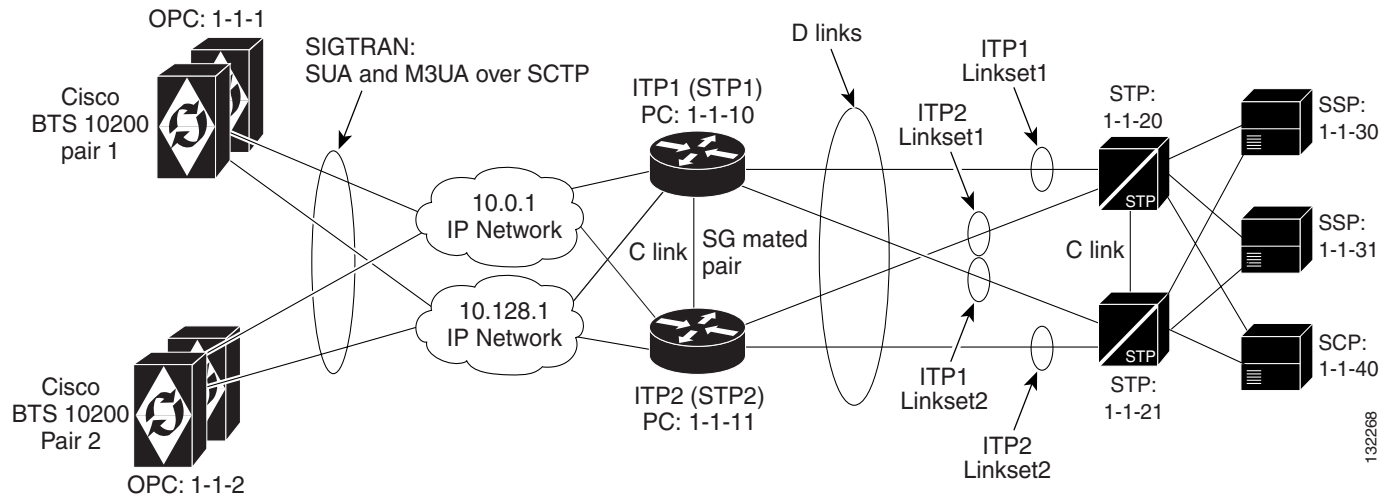 OPC: 1-1-1
SIGTRAN:
SUA and M3UA over SCTP
Cisco
BTS 10200
pair 1
10.0.1
IP Network
10.128.1
IP Network
Cisco
BTS 10200
Pair 2
OPC: 1-1-2
ITP1 (STP1)
PC: 1-1-10
C link
SG mated
pair
ITP2 (STP2)
PC: 1-1-11
D links
ITP2
Linkset1
ITP1
Linkset1
ITP1
Linkset2
ITP2
Linkset2
STP:
1-1-20
STP
C link
STP
STP:
1-1-21
SSP:
1-1-30
SSP:
1-1-31
SCP:
1-1-40
132268